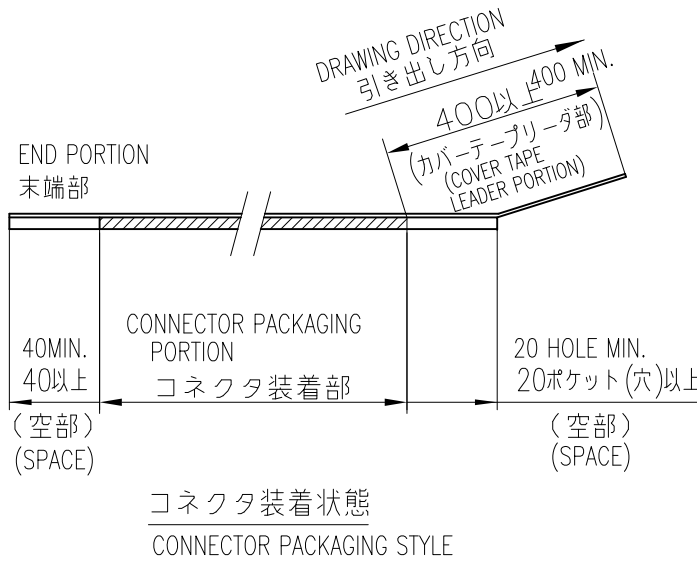 DRAWING DIRECTION
引き出し方向
400以上 400 MIN.
(カバーテープリーダ部)
(COVER TAPE
LEADER PORTION)
END PORTION
末端部
40MIN.
40以上
(空部)
(SPACE)
CONNECTOR PACKAGING
PORTION
コネクタ装着部
20 HOLE MIN.
20ポケット(穴)以上
(空部)
(SPACE)
コネクタ装着状態
CONNECTOR PACKAGING STYLE